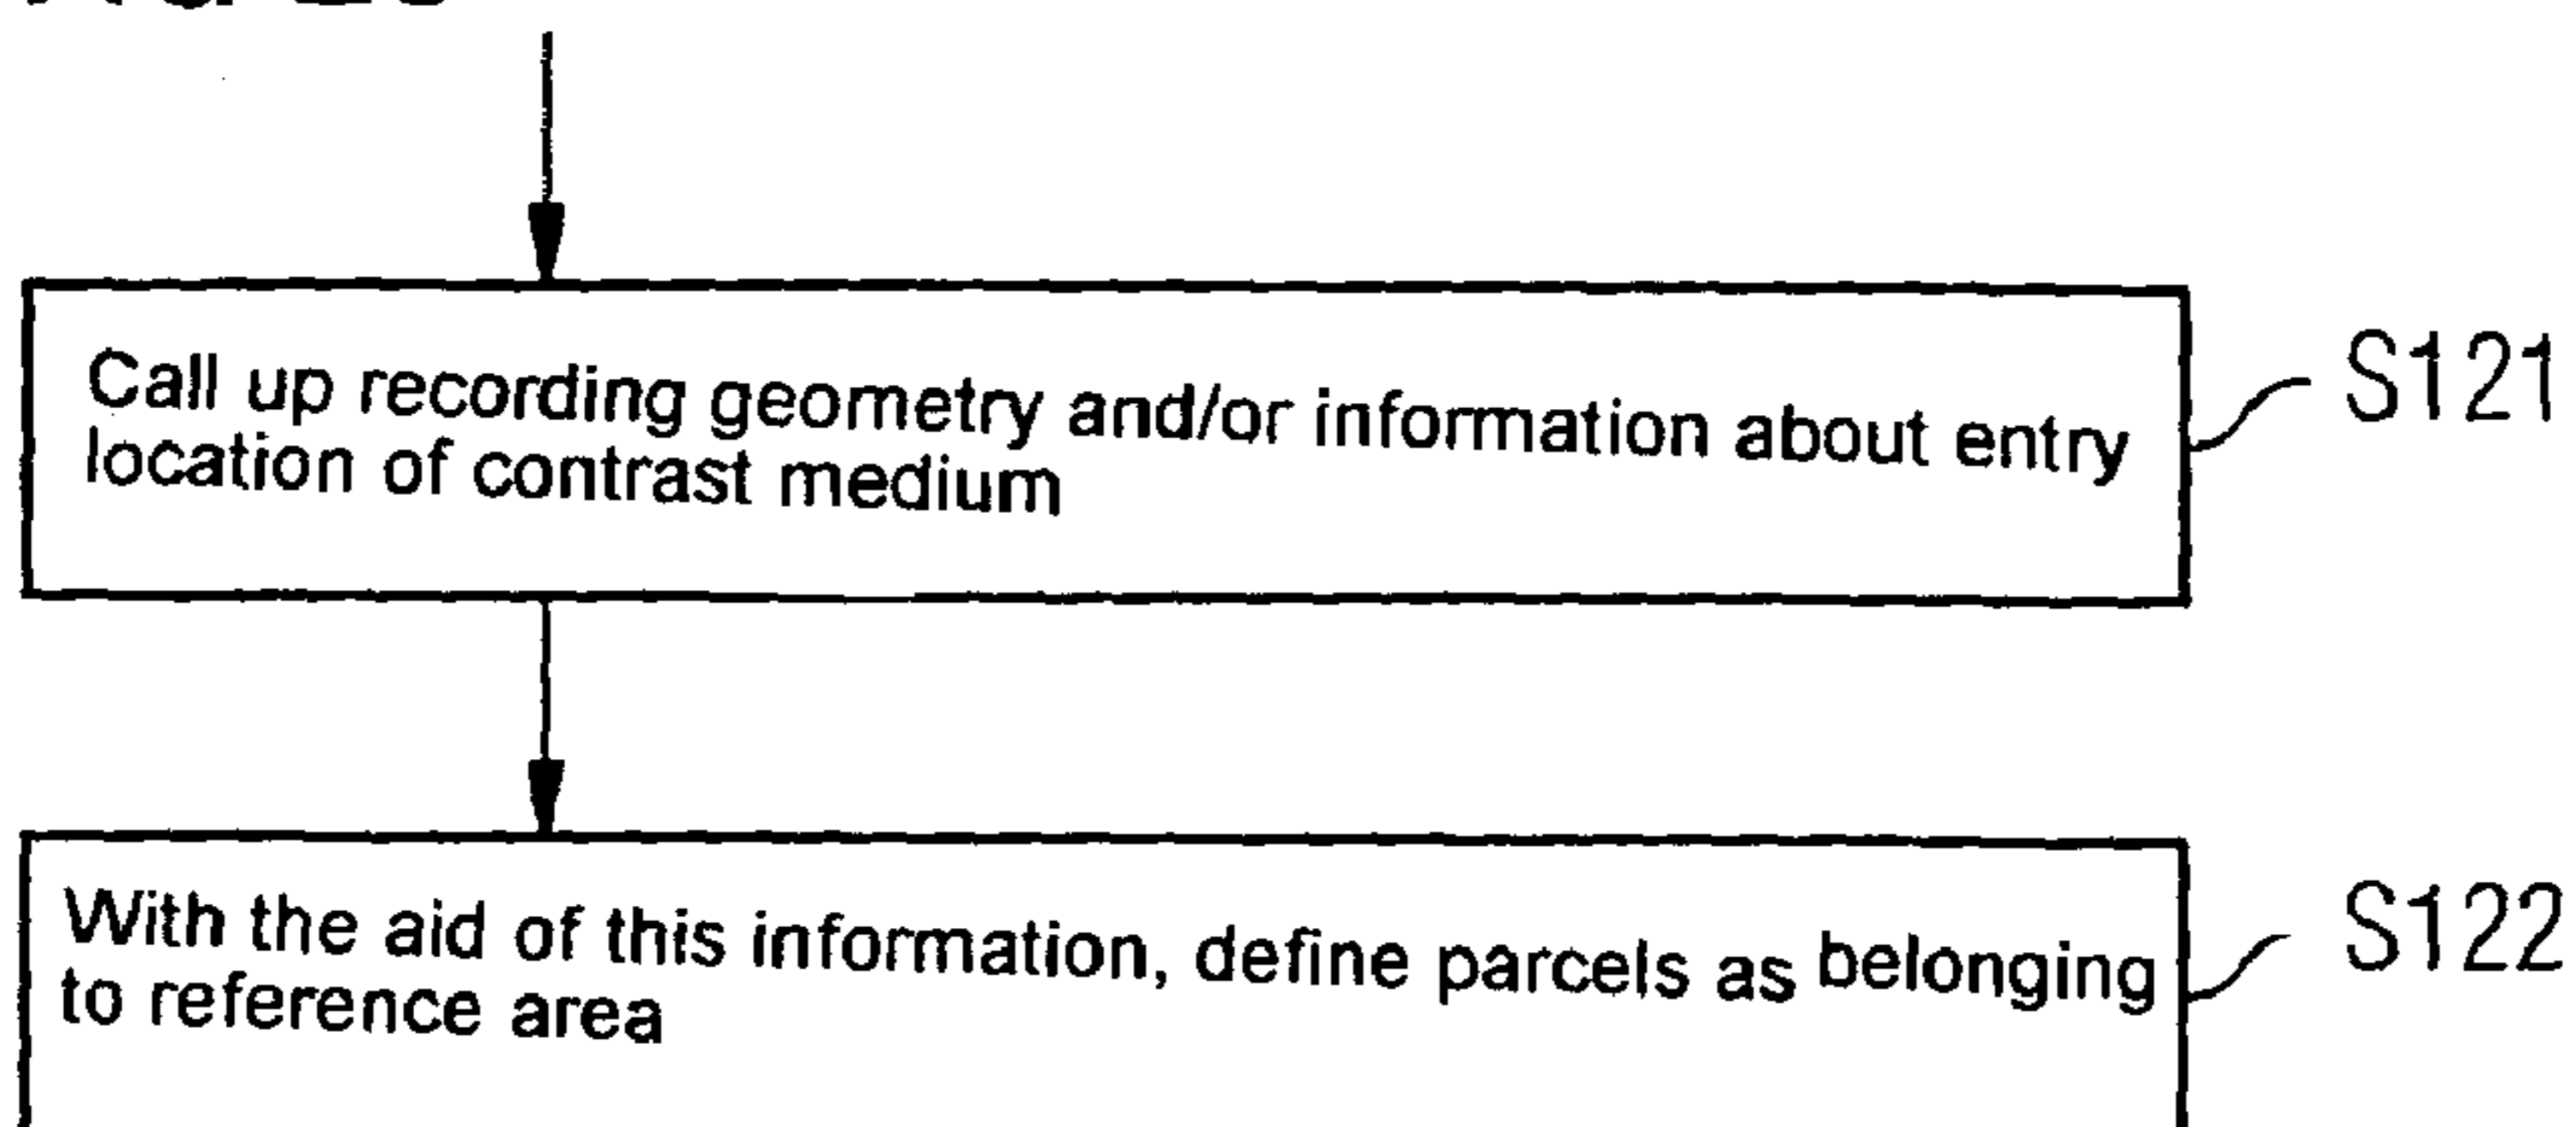 Call up recording geometry and/or information about entry
location of contrast medium
S121
With the aid of this information, define parcels as belonging
to reference area
S122